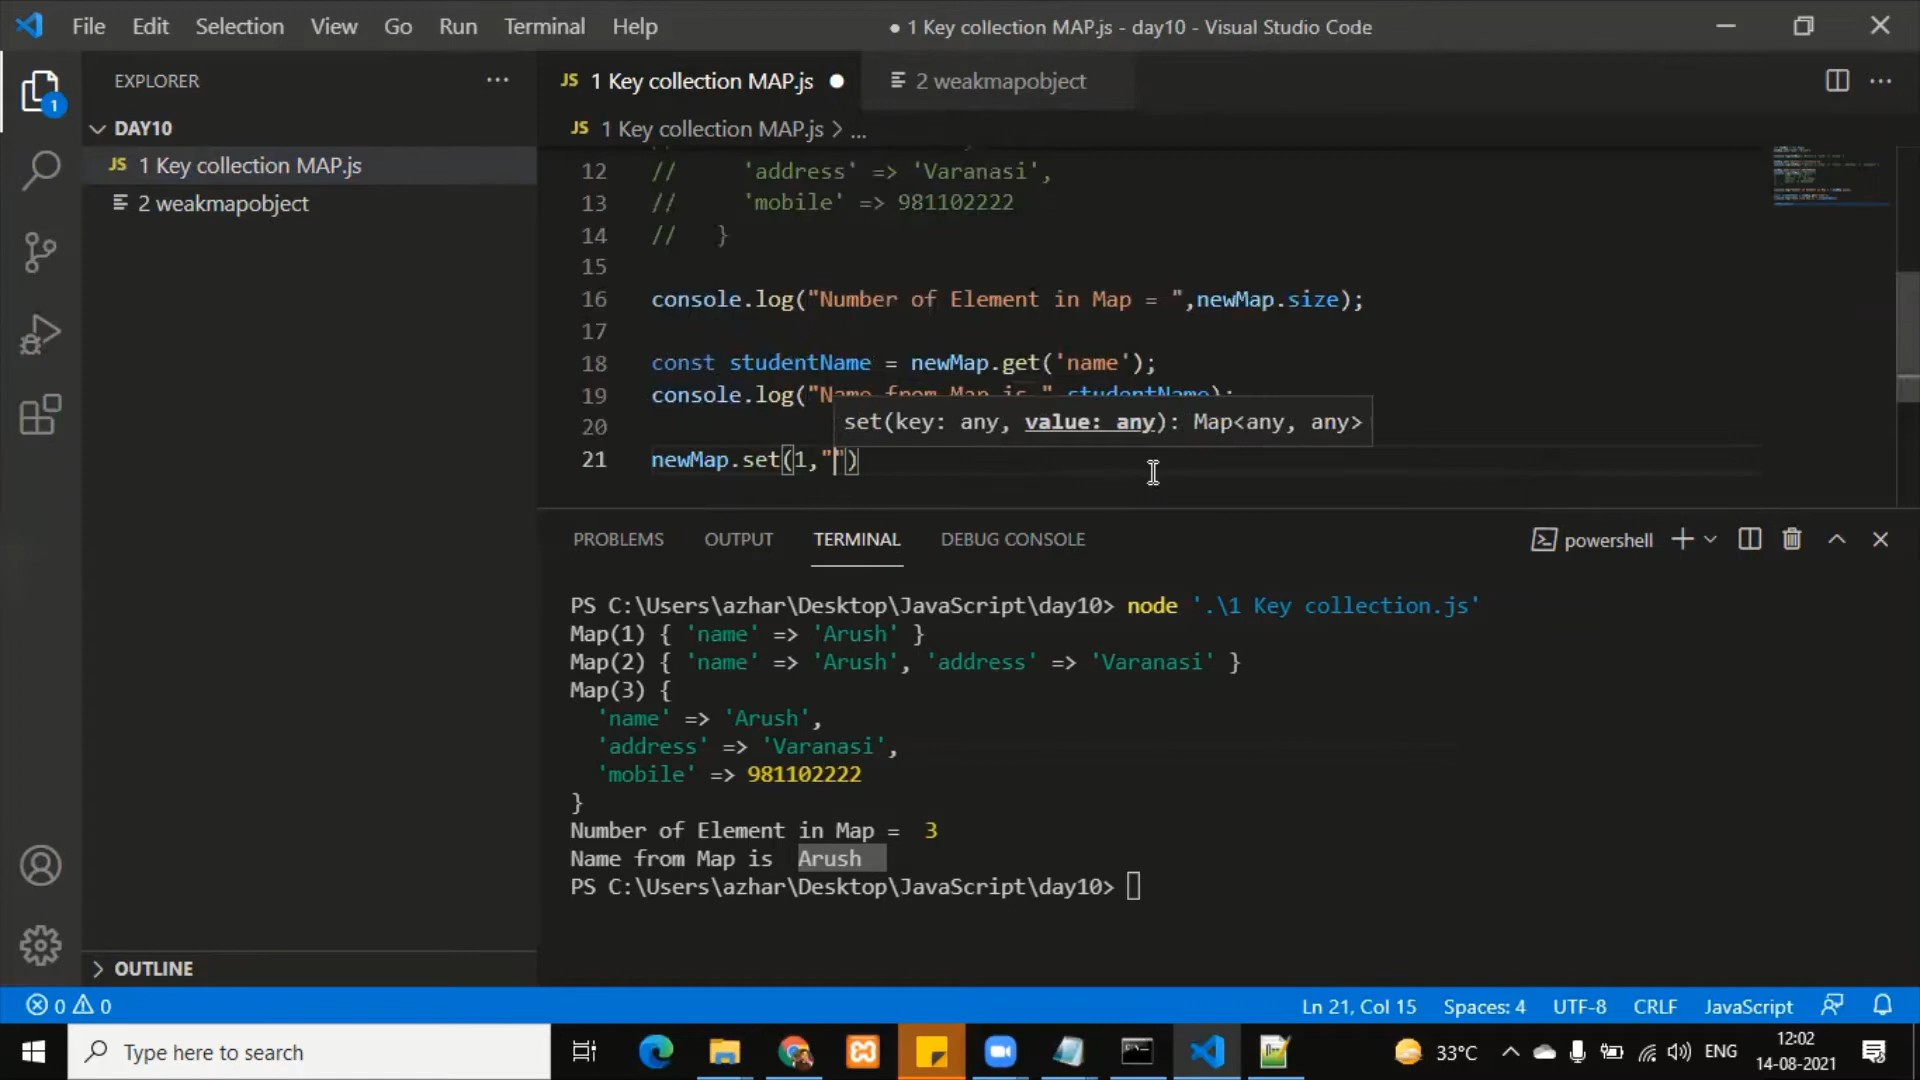 File Edit Selection View Go Run Terminal Help ● 1 Key collection MAP.js - day10 - Visual Studio Code
EXPLORER
1
DAY10
JS 1 Key collection MAP.js
2 weakmapobject
JS 1 Key collection MAP.js ● 2 weakmapobject
JS 1 Key collection MAP.js > ...
12 // 'address' => 'Varanasi',
13 // 'mobile' => 981102222
14 // }
15
16 console.log("Number of Element in Map = ",newMap.size);
17
18 const studentName = newMap.get('name');
19 console.log("Name from Map is ",studentName);
20
set(key: any, value: any): Map<any, any>
21 newMap.set(1,"")
PROBLEMS OUTPUT TERMINAL DEBUG CONSOLE powershell
PS C:\Users\azhar\Desktop\JavaScript\day10> node '.\1 Key collection.js'
Map(1) { 'name' => 'Arush' }
Map(2) { 'name' => 'Arush', 'address' => 'Varanasi' }
Map(3) {
'name' => 'Arush',
'address' => 'Varanasi',
'mobile' => 981102222
}
Number of Element in Map = 3
Name from Map is Arush
PS C:\Users\azhar\Desktop\JavaScript\day10>
OUTLINE
0 0 Ln 21, Col 15 Spaces: 4 UTF-8 CRLF JavaScript
Type here to search 33°C ENG 12:02
14-08-2021